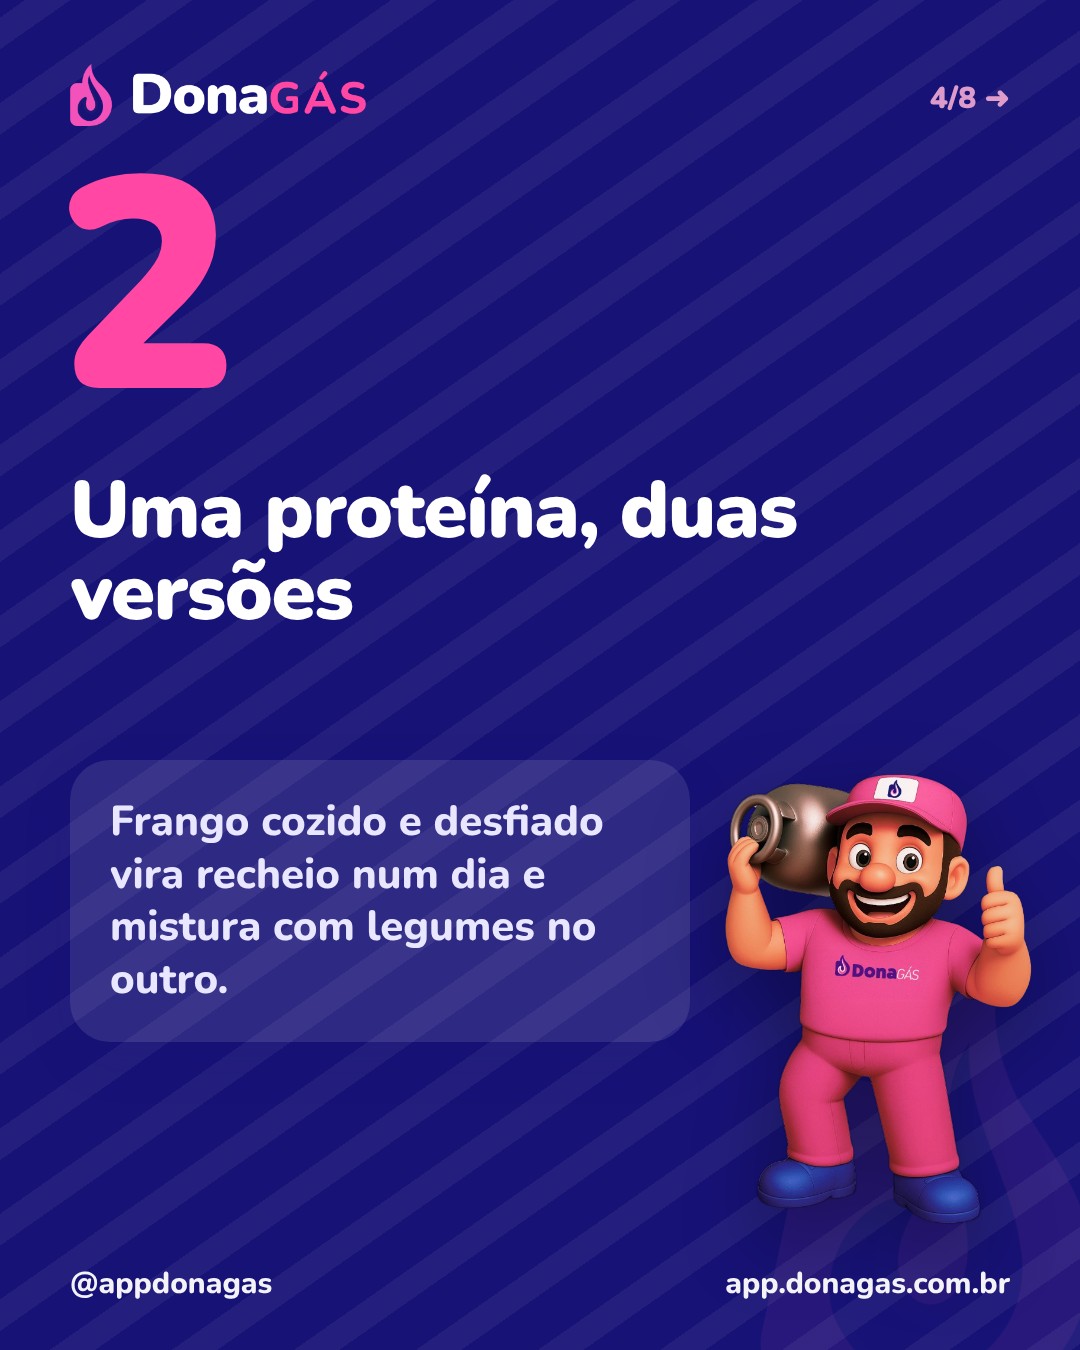 DonaGÁS
4/8 →
2
Uma proteína, duas
versões
Frango cozido e desfiado
vira recheio num dia e
mistura com legumes no
outro.
DonaGÁS
@appdonagas
app.donagas.com.br